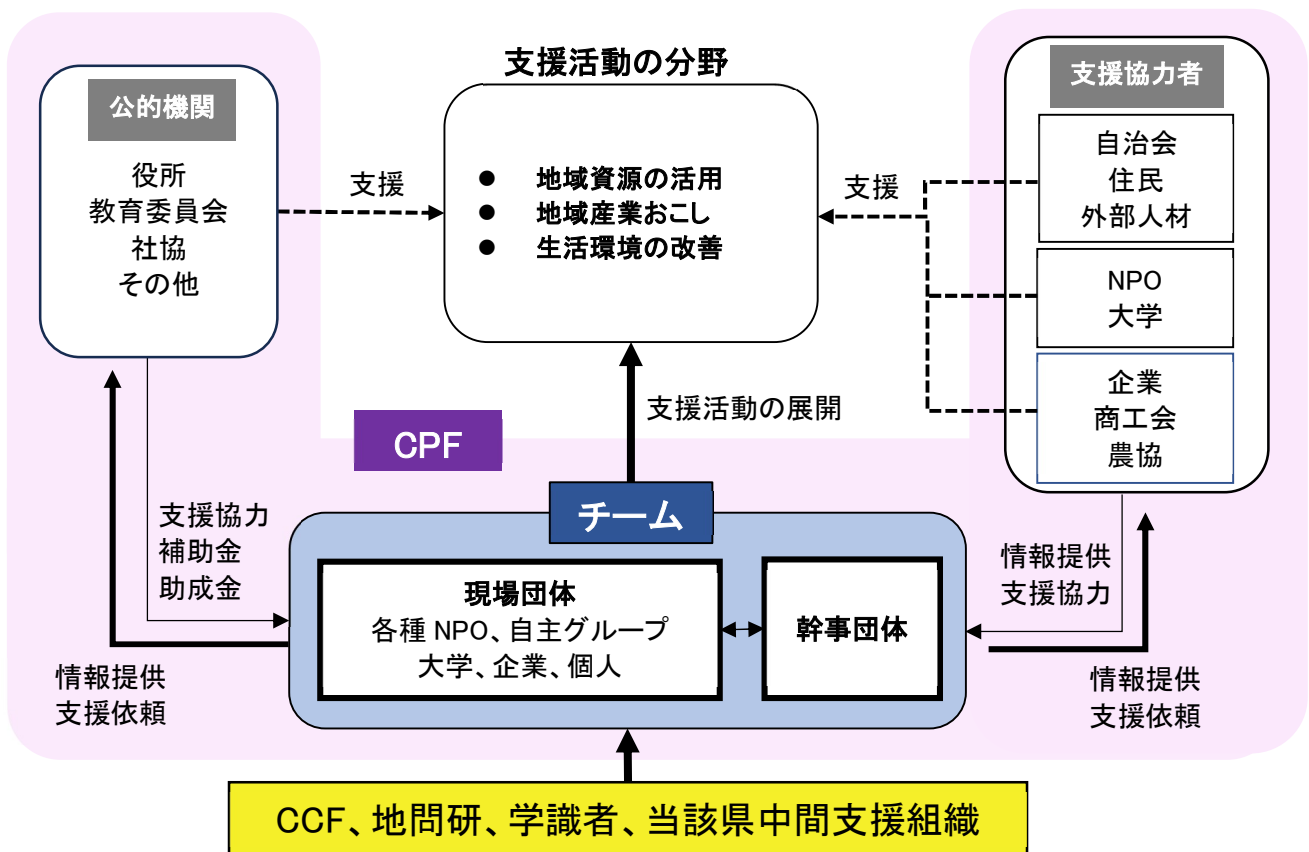 支援活動の分野
公的機関
役所
教育委員会
社協
その他
支援
● 地域資源の活用
● 地域産業おこし
● 生活環境の改善
支援
支援協力者
自治会
住民
外部人材
NPO
大学
企業
商工会
農協
支援活動の展開
CPF
チーム
支援協力
補助金
助成金
現場団体
各種 NPO、自主グループ
大学、企業、個人
幹事団体
情報提供
支援協力
情報提供
支援依頼
情報提供
支援依頼
CCF、地問研、学識者、当該県中間支援組織